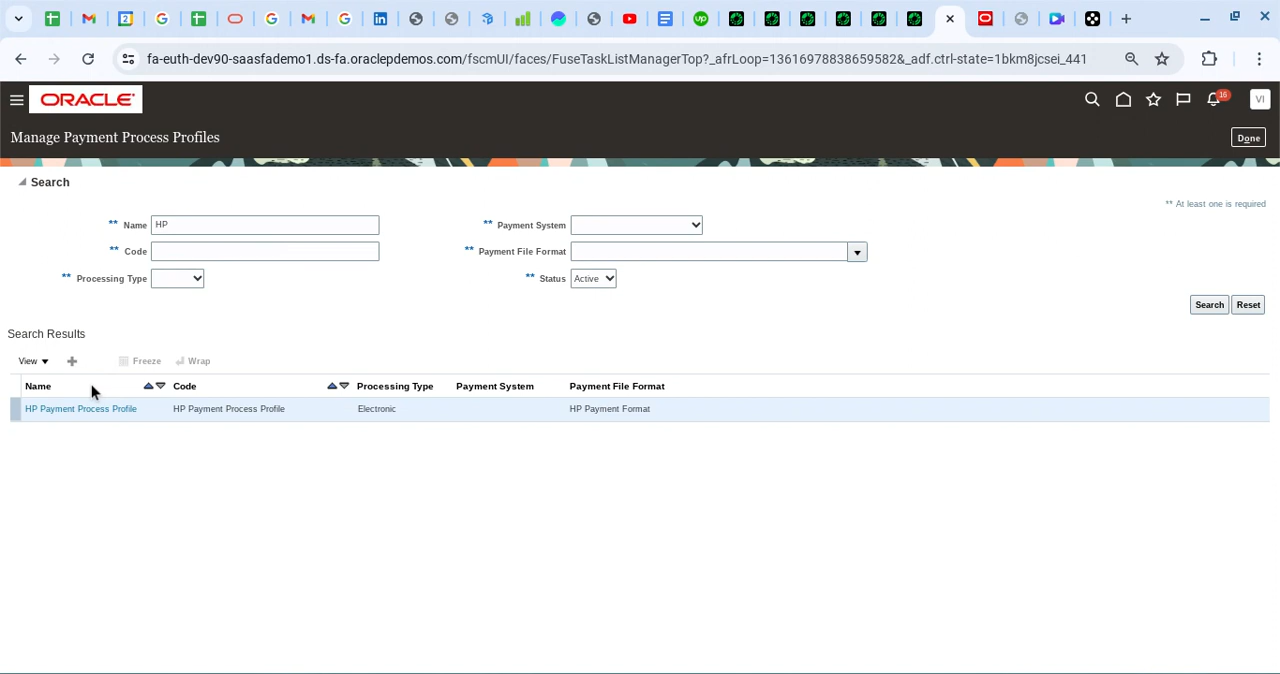 fa-euth-dev90-saasfademo1.ds-fa.oraclepdemos.com/fscmUI/faces/FuseTaskListManagerTop?_afrLoop=13616978838659582&_adf.ctrl-state=1bkm8jcsei_441
ORACLE
16
VI
Manage Payment Process Profiles
Done
Search
** At least one is required
** Name HP
** Payment System
** Code
** Payment File Format
** Processing Type
** Status Active
Search Reset
Search Results
View Freeze Wrap
Name Code Processing Type Payment System Payment File Format
HP Payment Process Profile HP Payment Process Profile Electronic HP Payment Format